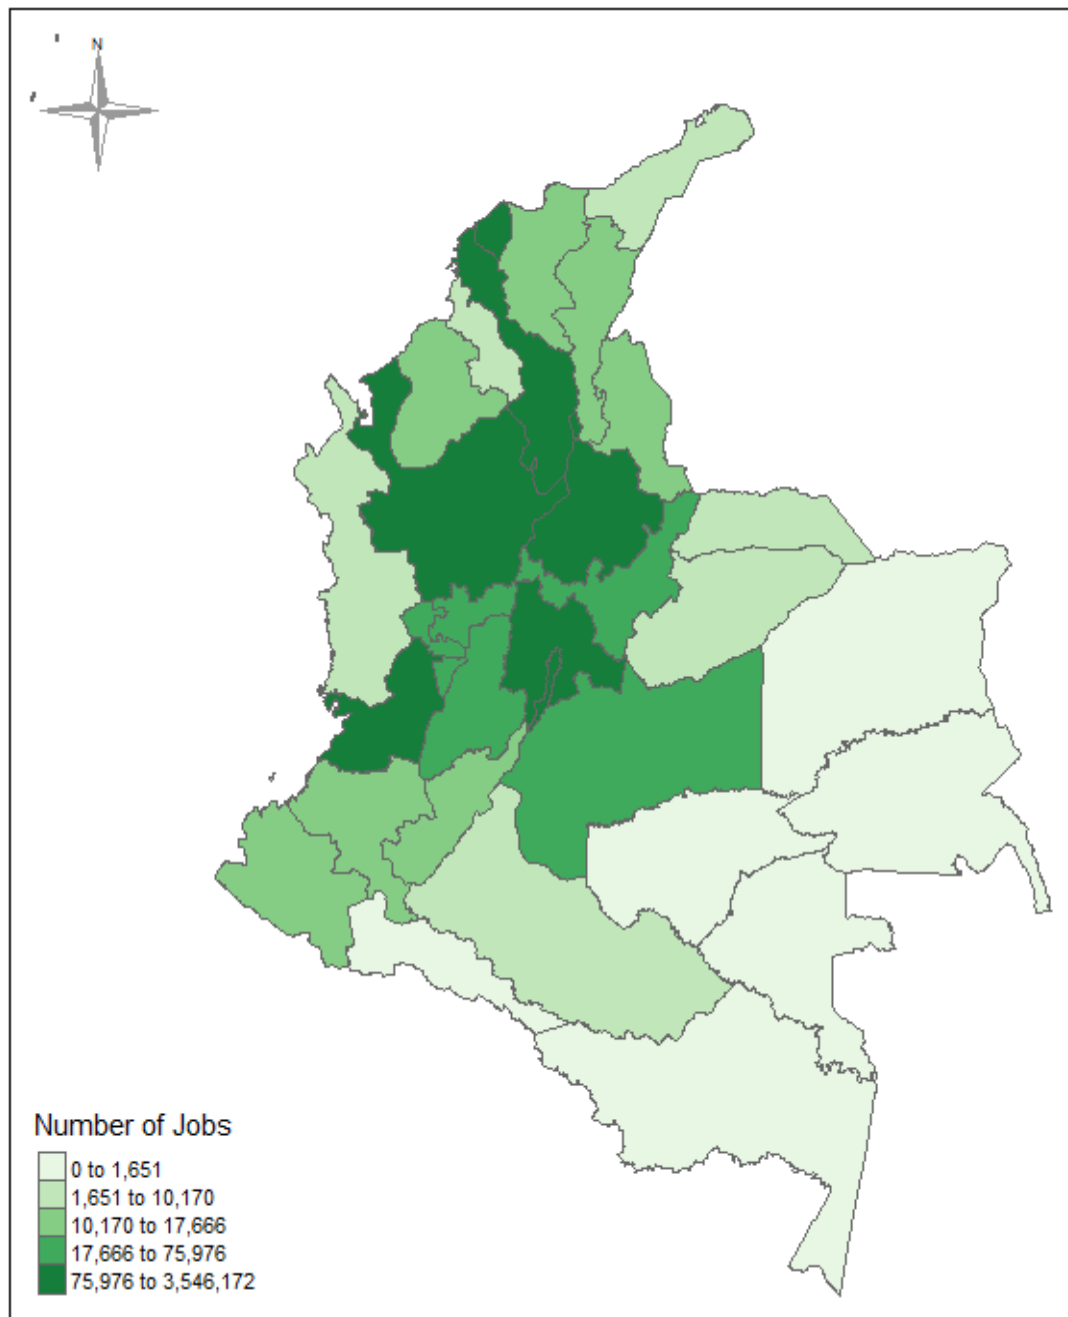 N
Number of Jobs
0 to 1,651
1,651 to 10,170
10,170 to 17,666
17,666 to 75,976
75,976 to 3,546,172